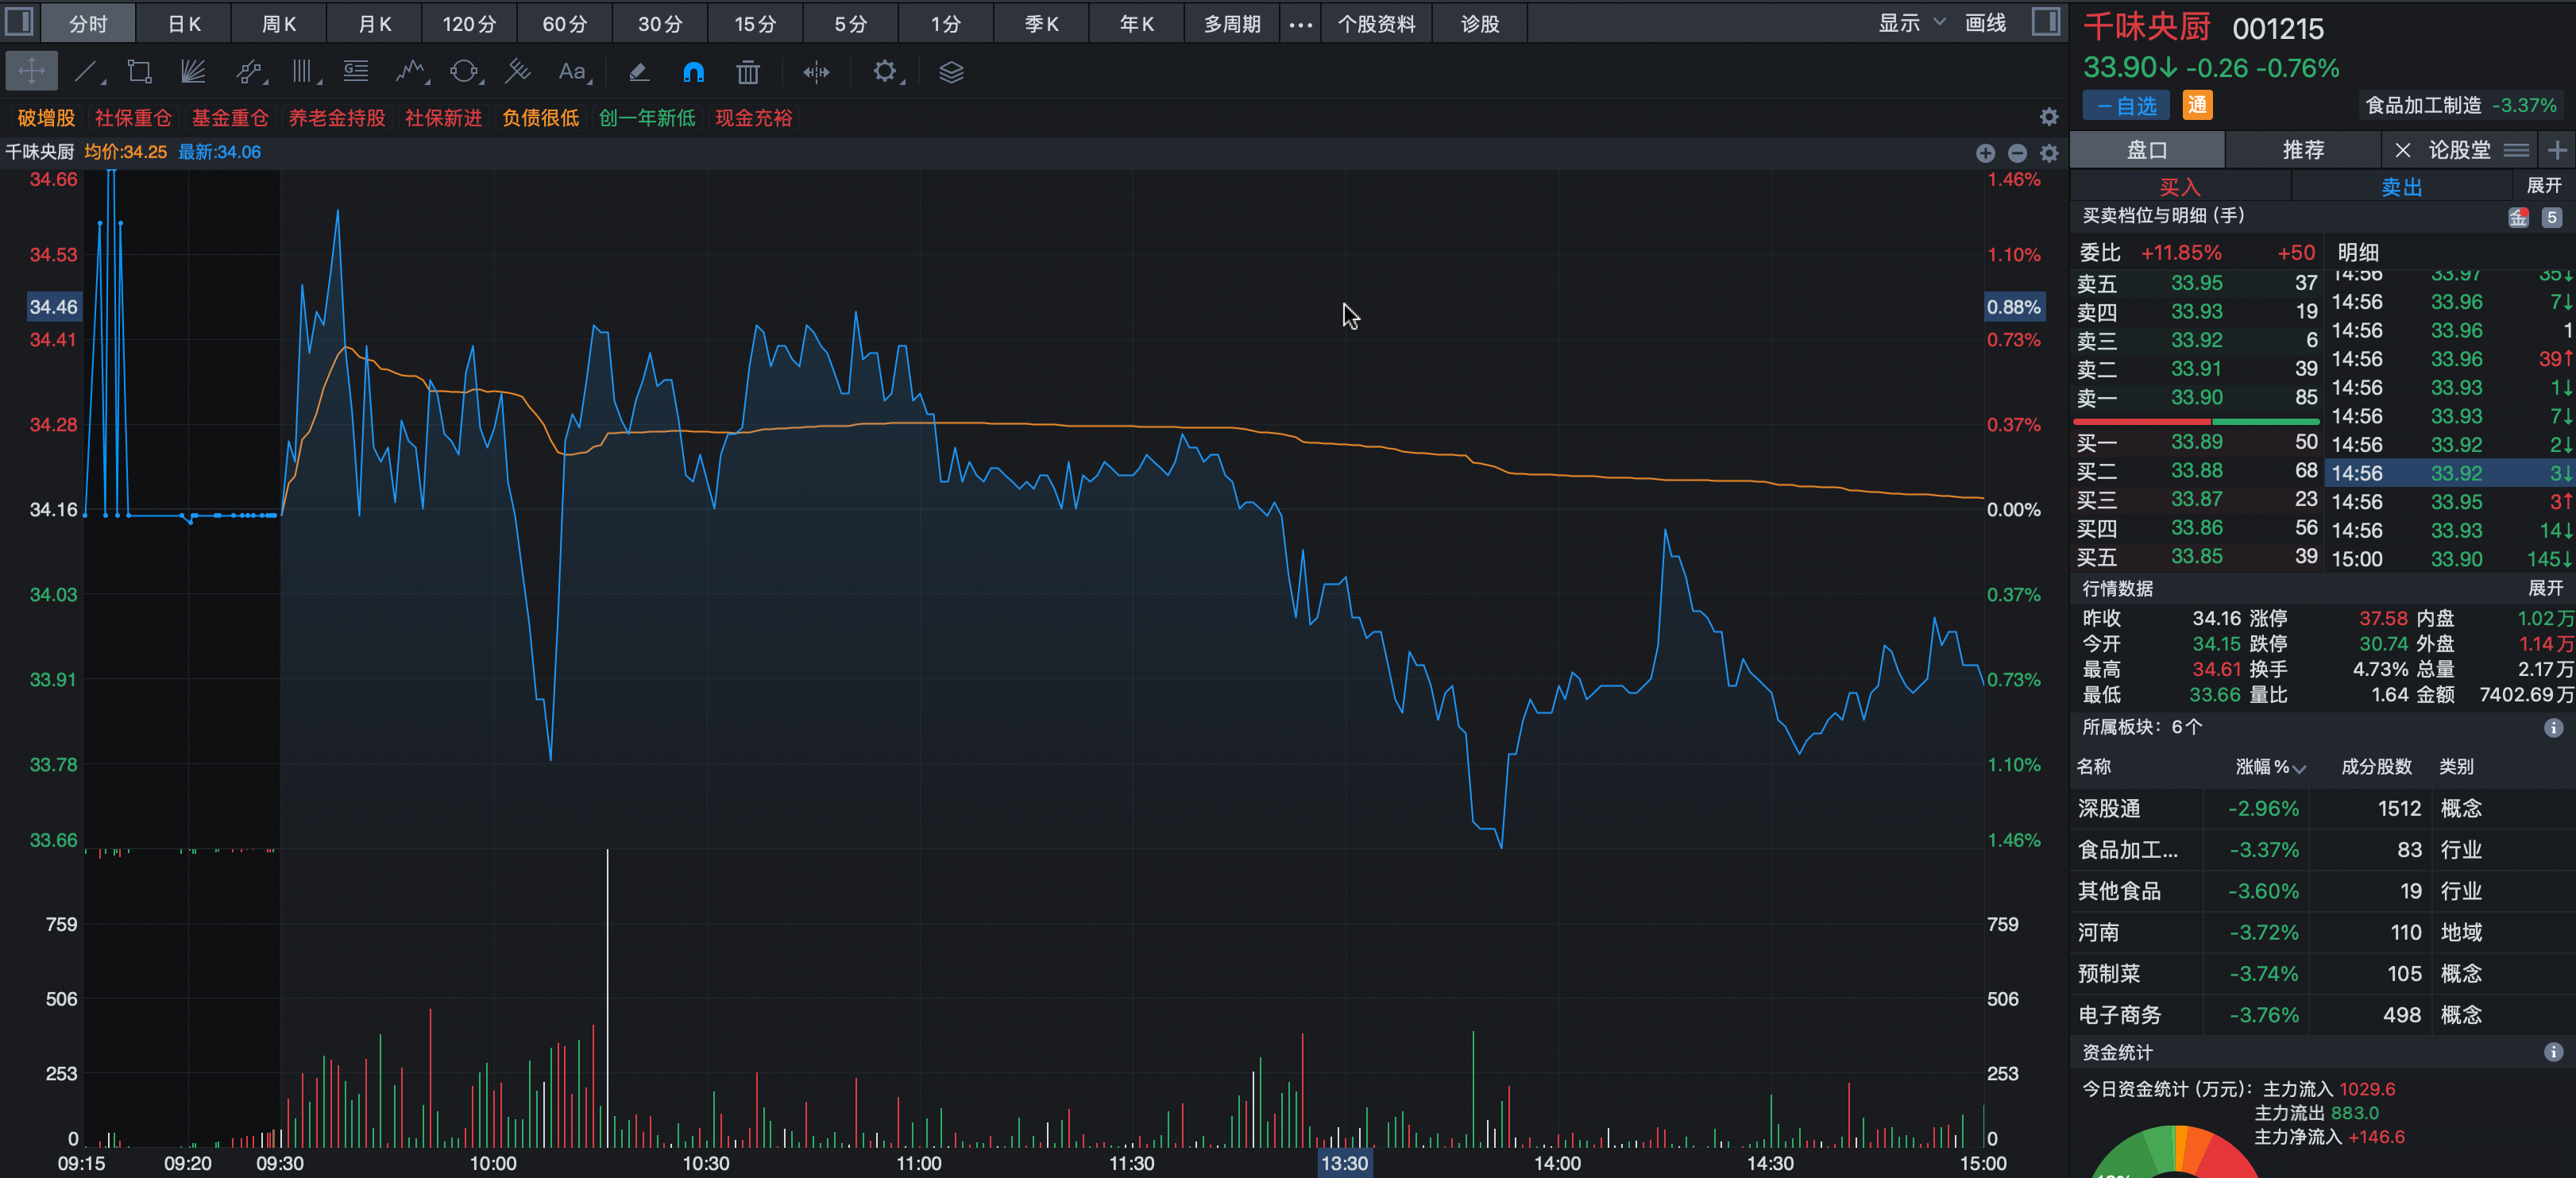 分时 日K 周K 月K 120分 60分 30分 15分 5分 1分 季K 年K 多周期 ••• 个股资料 诊股 显示 画线
G Aa
破增股 社保重仓 基金重仓 养老金持股 社保新进 负债很低 创一年新低 现金充裕
千味央厨 均价:34.25 最新:34.06
34.66 1.46%
34.53 1.10%
34.46 0.88%
34.41 0.73%
34.28 0.37%
34.16 0.00%
34.03 0.37%
33.91 0.73%
33.78 1.10%
33.66 1.46%
759 759
506 506
253 253
0 0
09:15 09:20 09:30 10:00 10:30 11:00 11:30 13:30 14:00 14:30 15:00
千味央厨 001215
33.90↓ -0.26 -0.76%
一自选 通 食品加工制造 -3.37%
盘口 推荐 × 论股堂 +
买入 卖出 展开
买卖档位与明细 (手) 金 5
委比 +11.85% +50 明细
卖五 33.95 37
卖四 33.93 19
卖三 33.92 6
卖二 33.91 39
卖一 33.90 85
买一 33.89 50
买二 33.88 68
买三 33.87 23
买四 33.86 56
买五 33.85 39
14:56 33.97 35↓
14:56 33.96 7↓
14:56 33.96 1
14:56 33.96 39↑
14:56 33.93 1↓
14:56 33.93 7↓
14:56 33.92 2↓
14:56 33.92 3↓
14:56 33.95 3↑
14:56 33.93 14↓
15:00 33.90 145↓
行情数据 展开
昨收 34.16 涨停 37.58 内盘 1.02万
今开 34.15 跌停 30.74 外盘 1.14万
最高 34.61 换手 4.73% 总量 2.17万
最低 33.66 量比 1.64 金额 7402.69万
所属板块：6个
名称 涨幅% 成分股数 类别
深股通 -2.96% 1512 概念
食品加工... -3.37% 83 行业
其他食品 -3.60% 19 行业
河南 -3.72% 110 地域
预制菜 -3.74% 105 概念
电子商务 -3.76% 498 概念
资金统计
今日资金统计 (万元)：主力流入 1029.6
主力流出 883.0
主力净流入 +146.6